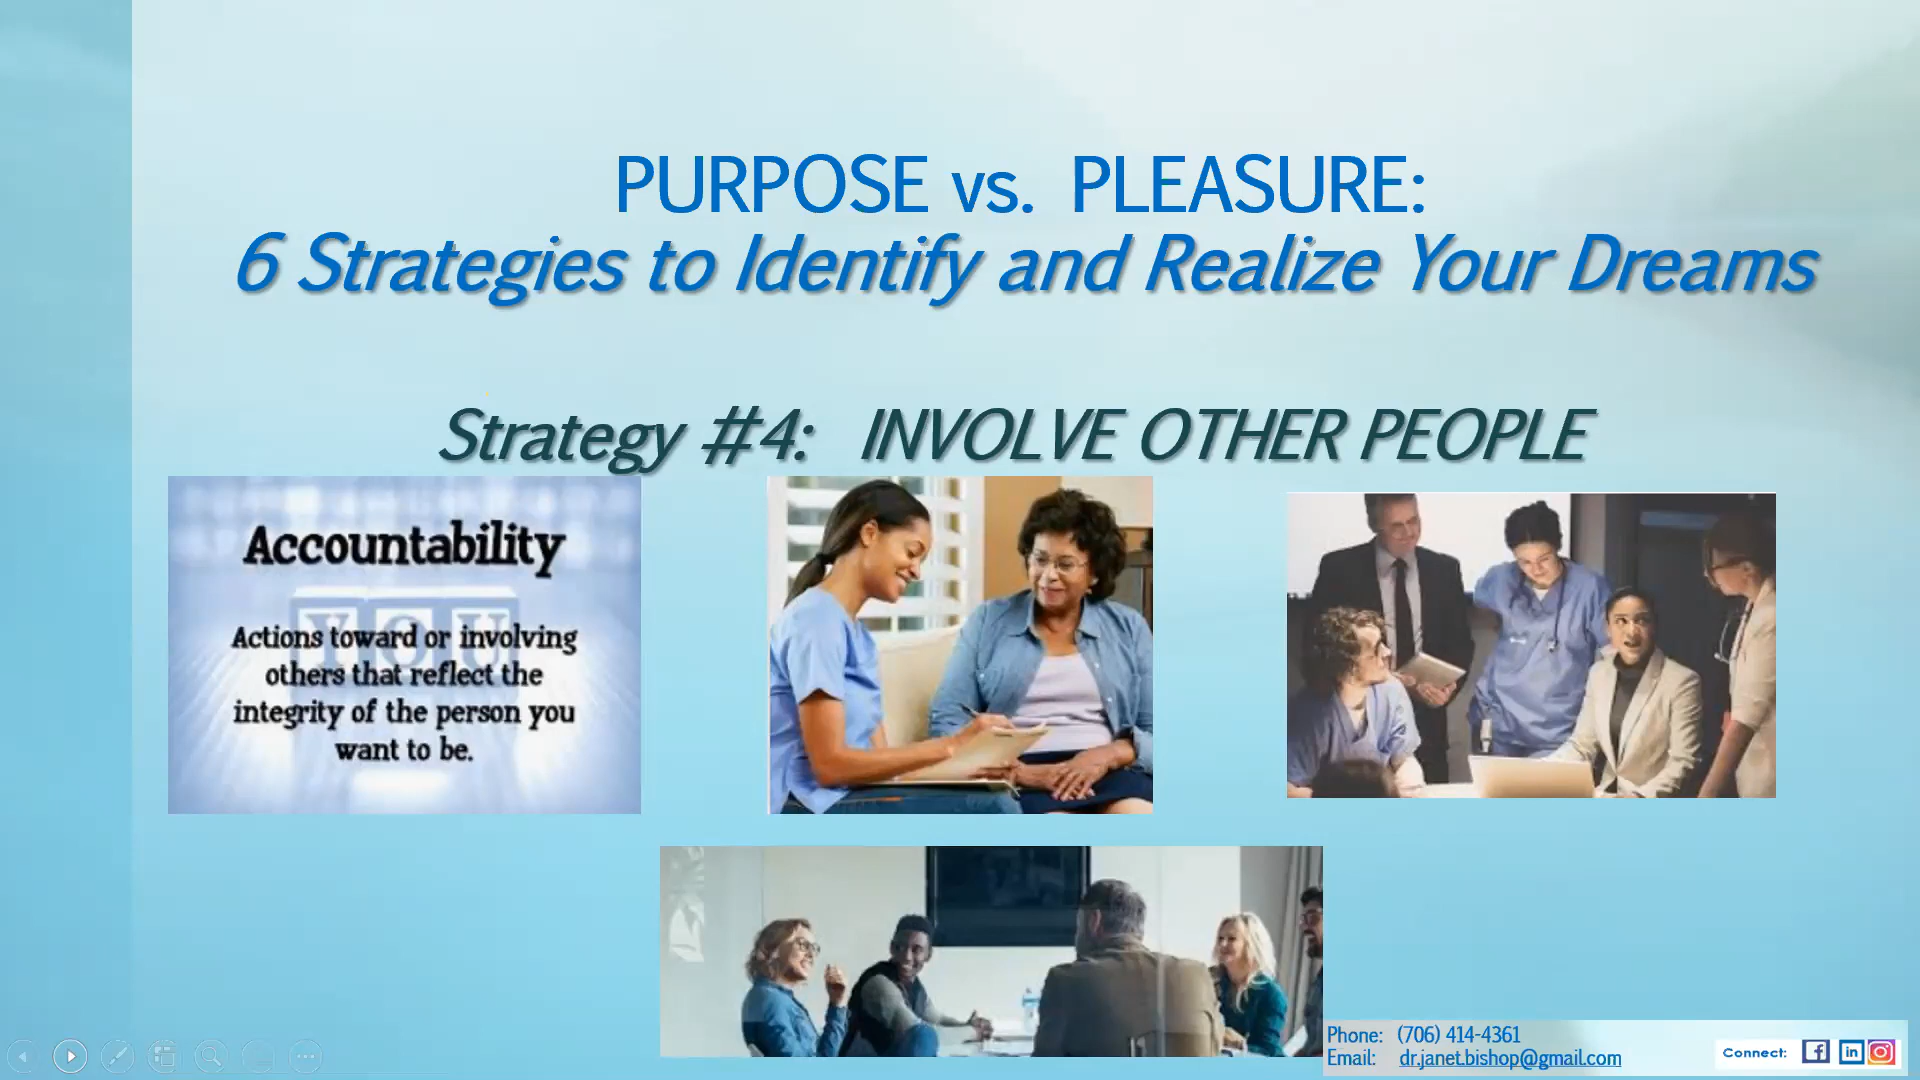 PURPOSE vs. PLEASURE:
6 Strategies to Identify and Realize Your Dreams
Strategy #4: INVOLVE OTHER PEOPLE
Accountability
YOU
Actions toward or involving
others that reflect the
integrity of the person you
want to be.
Phone: (706) 414-4361
Email: dr.janet.bishop@gmail.com
Connect: